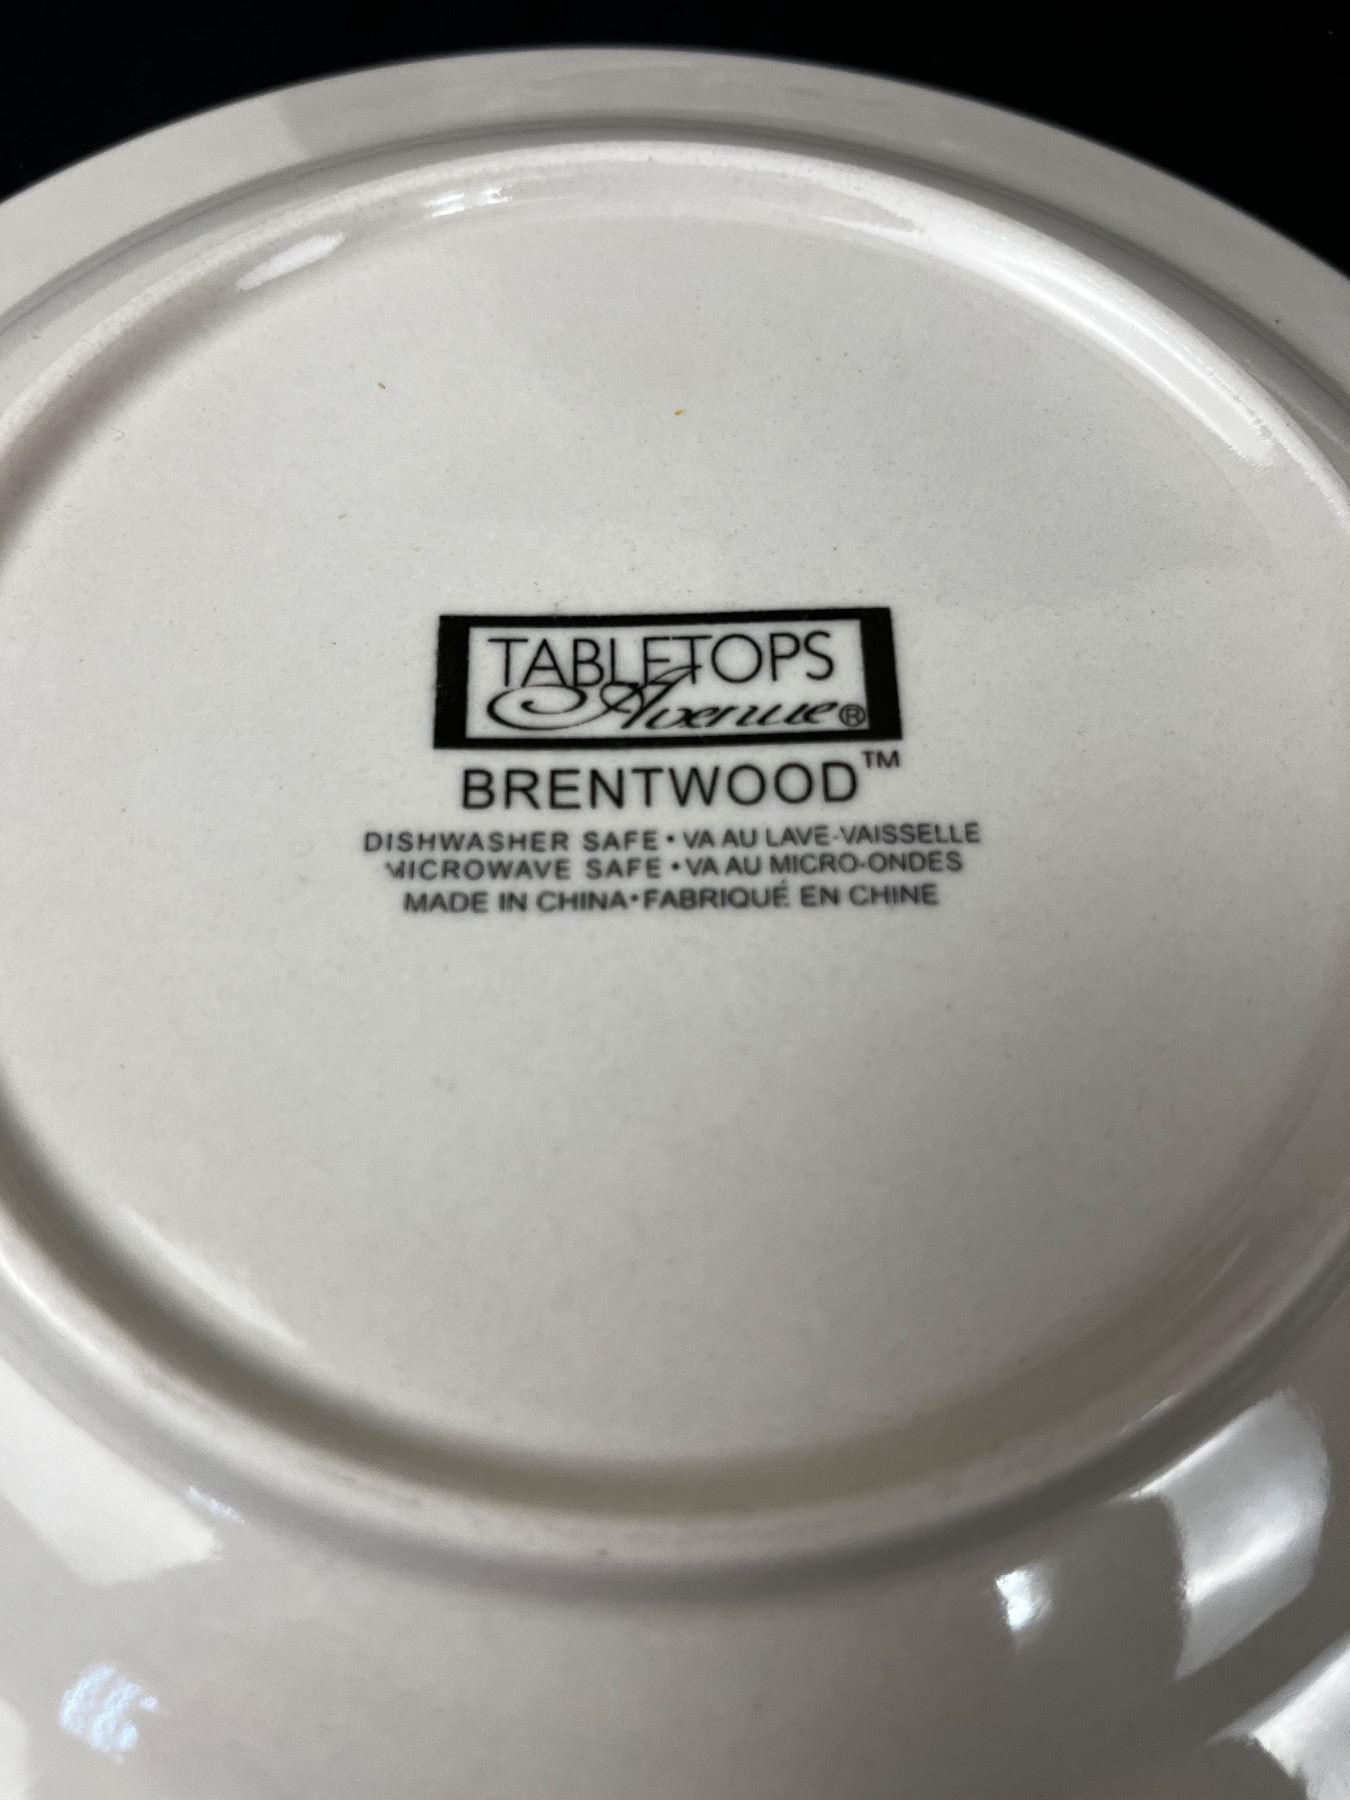 TABLETOPS
Avenue®
BRENTWOOD™
DISHWASHER SAFE • VA AU LAVE-VAISSELLE
MICROWAVE SAFE • VA AU MICRO-ONDES
MADE IN CHINA • FABRIQUÉ EN CHINE